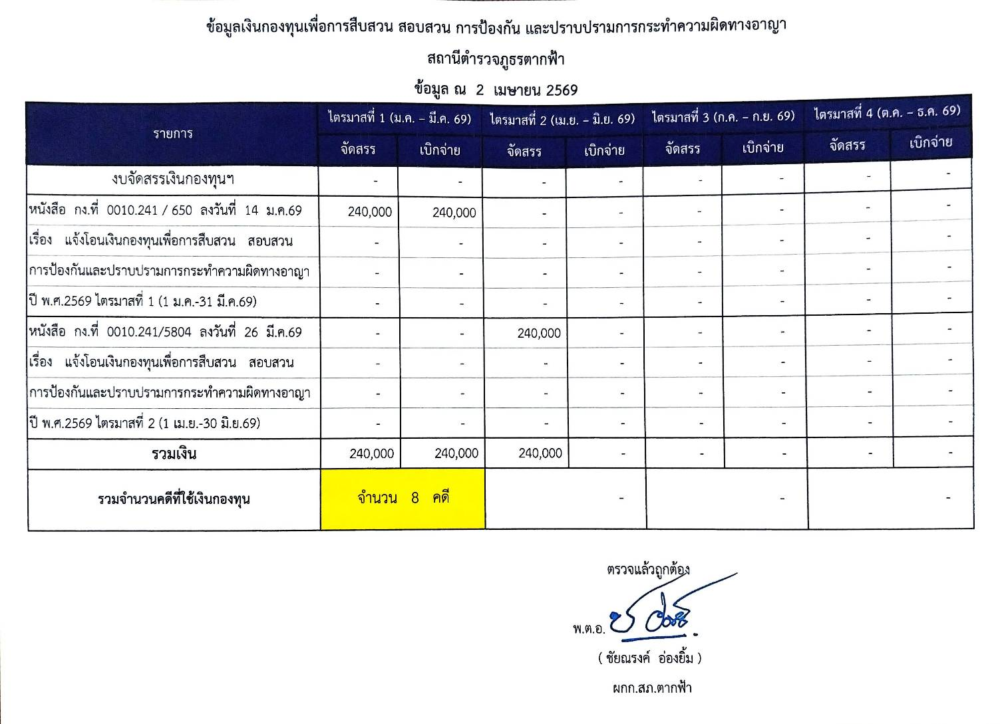 ข้อมูลเงินกองทุนเพื่อการสืบสวน สอบสวน การป้องกัน และปราบปรามการกระทำความผิดทางอาญา
สถานีตำรวจภูธรตากฟ้า
ข้อมูล ณ 2 เมษายน 2569
รายการ ไตรมาสที่ 1 (ม.ค. – มี.ค. 69) ไตรมาสที่ 2 (เม.ย. – มิ.ย. 69) ไตรมาสที่ 3 (ก.ค. – ก.ย. 69) ไตรมาสที่ 4 (ต.ค. – ธ.ค. 69)
จัดสรร เบิกจ่าย จัดสรร เบิกจ่าย จัดสรร เบิกจ่าย จัดสรร เบิกจ่าย
งบจัดสรรเงินกองทุนฯ - - - - - - - -
หนังสือ กง.ที่ 0010.241 / 650 ลงวันที่ 14 ม.ค.69 240,000 240,000 - - - - - -
เรื่อง แจ้งโอนเงินกองทุนเพื่อการสืบสวน สอบสวน - - - - - - - -
การป้องกันและปราบปรามการกระทำความผิดทางอาญา - - - - - - - -
ปี พ.ศ.2569 ไตรมาสที่ 1 (1 ม.ค.-31 มี.ค.69) - - - - - - - -
หนังสือ กง.ที่ 0010.241/5804 ลงวันที่ 26 มี.ค.69 - - 240,000 - - - - -
เรื่อง แจ้งโอนเงินกองทุนเพื่อการสืบสวน สอบสวน - - - - - - - -
การป้องกันและปราบปรามการกระทำความผิดทางอาญา - - - - - - - -
ปี พ.ศ.2569 ไตรมาสที่ 2 (1 เม.ย.-30 มิ.ย.69) - - - - - - - -
รวมเงิน 240,000 240,000 240,000 - - - - -
รวมจำนวนคดีที่ใช้เงินกองทุน จำนวน 8 คดี - - -
ตรวจแล้วถูกต้อง
พ.ต.อ.
( ชัยณรงค์ อ่องยิ้ม )
ผกก.สภ.ตากฟ้า